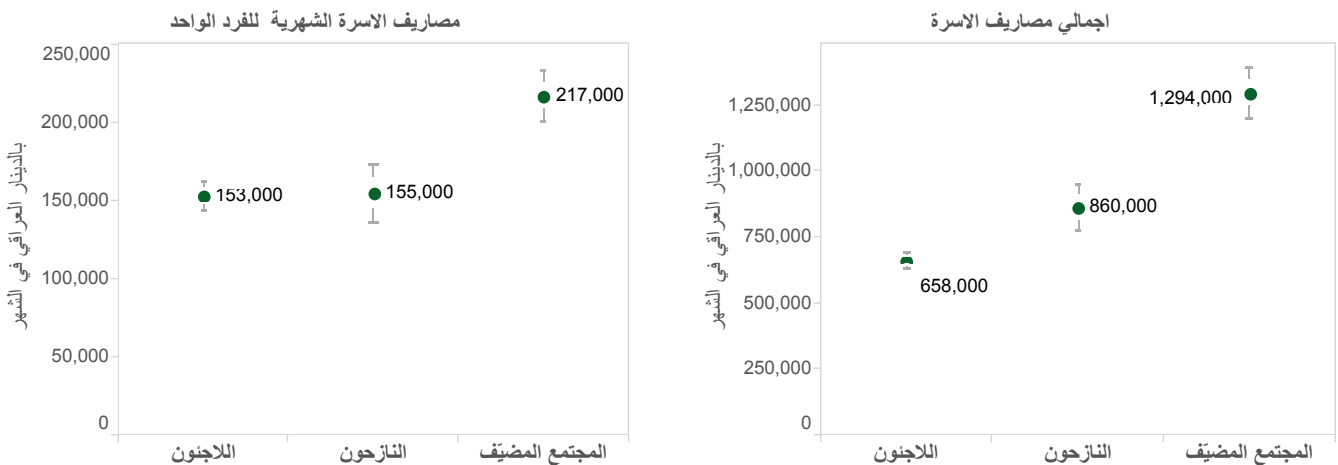 اجمالي مصاريف الاسرة
بالدينار العراقي في الشهر
1,250,000
1,000,000
750,000
500,000
250,000
0
1,294,000
860,000
658,000
اللاجئون
النازحون
المجتمع المضيّف
مصاريف الاسرة الشهرية للفرد الواحد
بالدينار العراقي في الشهر
250,000
200,000
150,000
100,000
50,000
0
217,000
155,000
153,000
اللاجئون
النازحون
المجتمع المضيّف